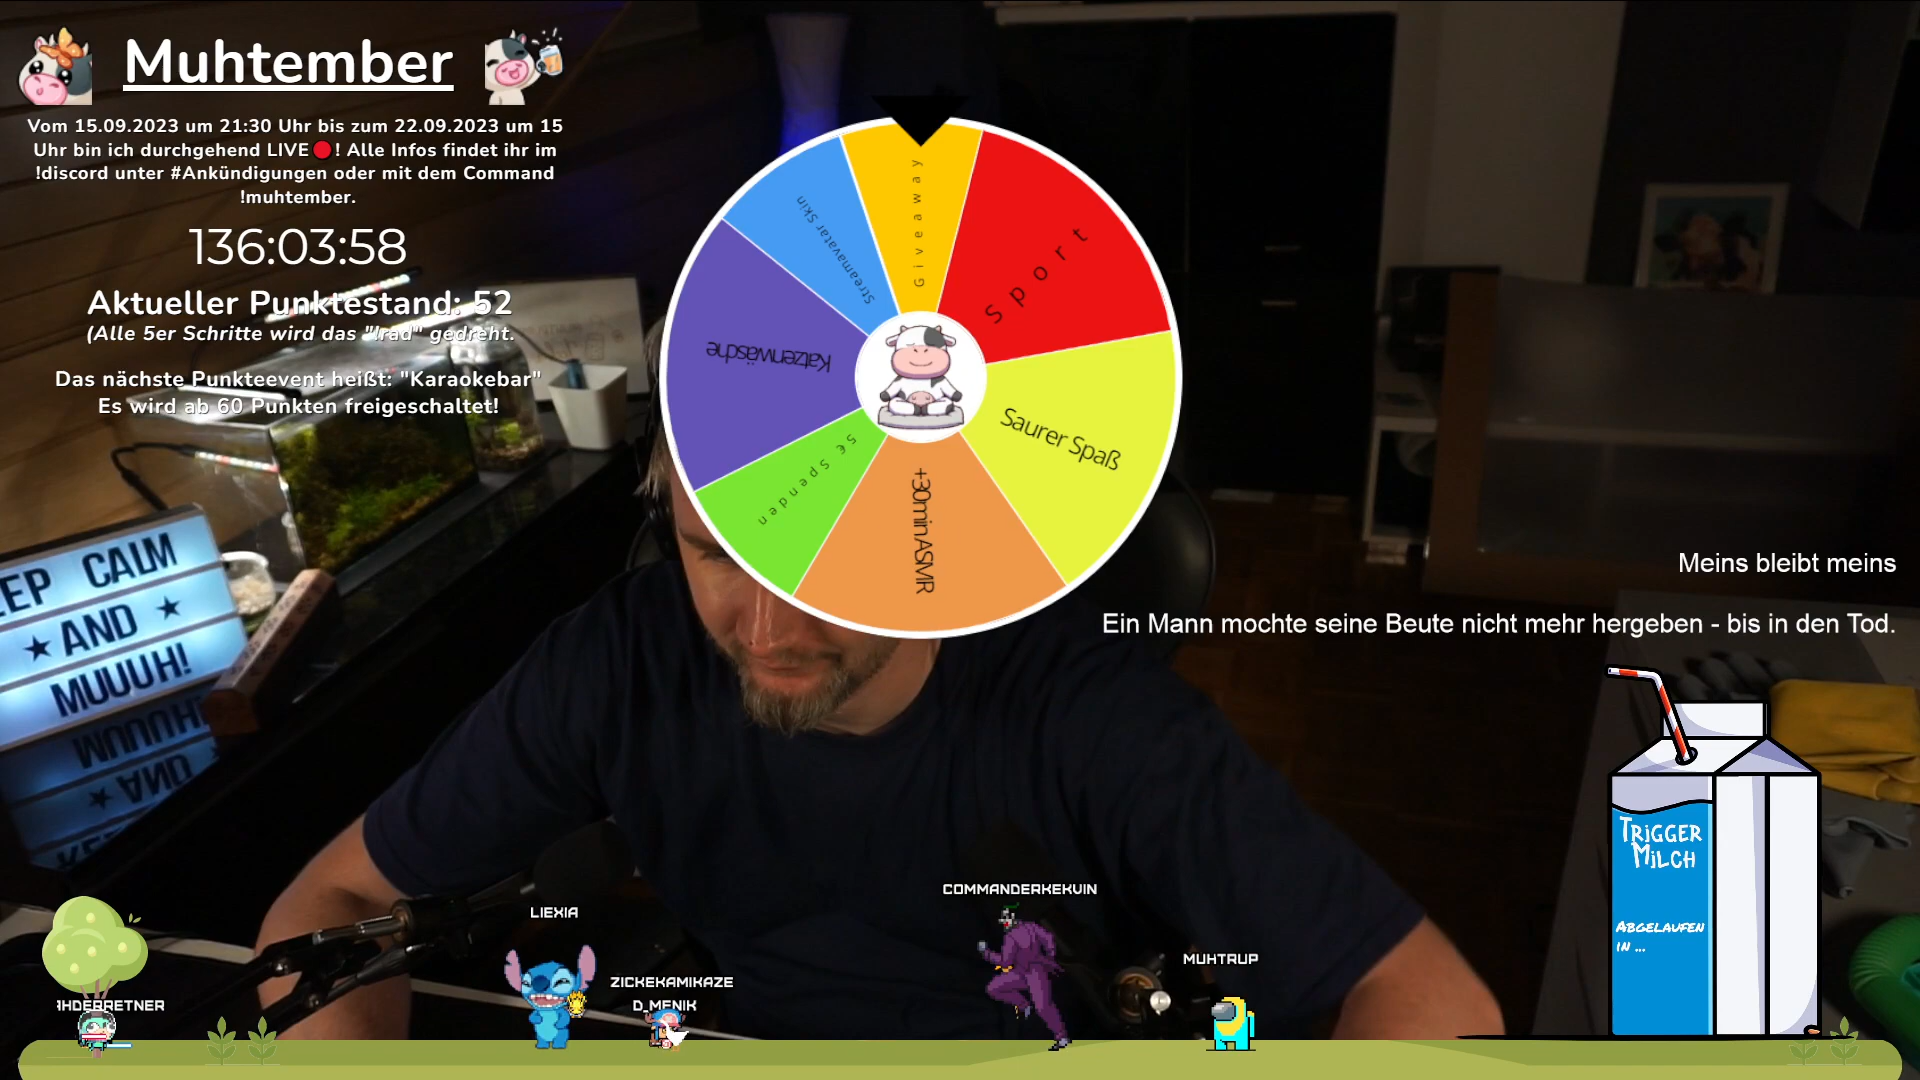 Muhtember
Vom 15.09.2023 um 21:30 Uhr bis zum 22.09.2023 um 15
Uhr bin ich durchgehend LIVE🔴! Alle Infos findet ihr im
!discord unter #Ankündigungen oder mit dem Command
!muhtember.
136:03:58
Aktueller Punktestand: 52
(Alle 5er Schritte wird das "!rad" gedreht.
Das nächste Punkteevent heißt: "Karaokebar"
Es wird ab 60 Punkten freigeschaltet!
Giveaway
Sport
Saurer Spaß
+30min ASMR
5€ Spenden
Katzenwäsche
Streamavatar Skin
EEP CALM
★ AND ★
MUUUH!
Meins bleibt meins
Ein Mann mochte seine Beute nicht mehr hergeben - bis in den Tod.
TRiGGER
MiLCH
ABGELAUFEN
IN ...
COMMANDERKEKVIN
LIEXIA
MUHTRUP
ZICKEKAMIKAZE
D_MENIK
HDERRETNER